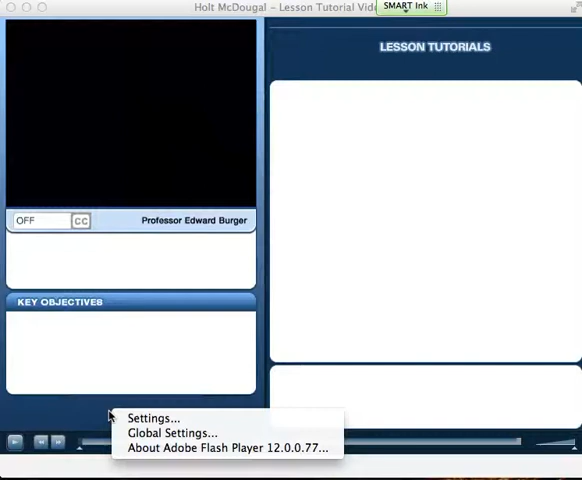 Holt McDougal – Lesson Tutorial Vide
SMART Ink
LESSON TUTORIALS
OFF
CC
Professor Edward Burger
KEY OBJECTIVES
Settings...
Global Settings...
About Adobe Flash Player 12.0.0.77...